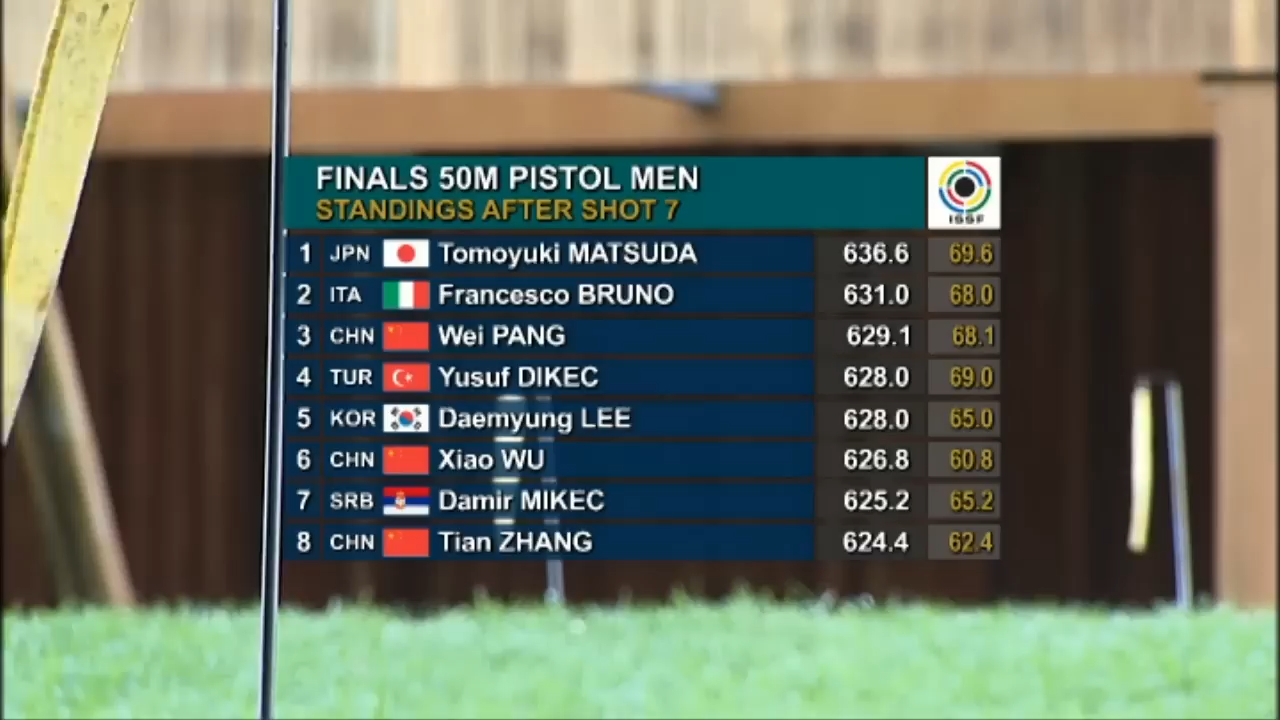 FINALS 50M PISTOL MEN
STANDINGS AFTER SHOT 7
ISSF
1 JPN Tomoyuki MATSUDA 636.6 69.6
2 ITA Francesco BRUNO 631.0 68.0
3 CHN Wei PANG 629.1 68.1
4 TUR Yusuf DIKEC 628.0 69.0
5 KOR Daemyung LEE 628.0 65.0
6 CHN Xiao WU 626.8 60.8
7 SRB Damir MIKEC 625.2 65.2
8 CHN Tian ZHANG 624.4 62.4